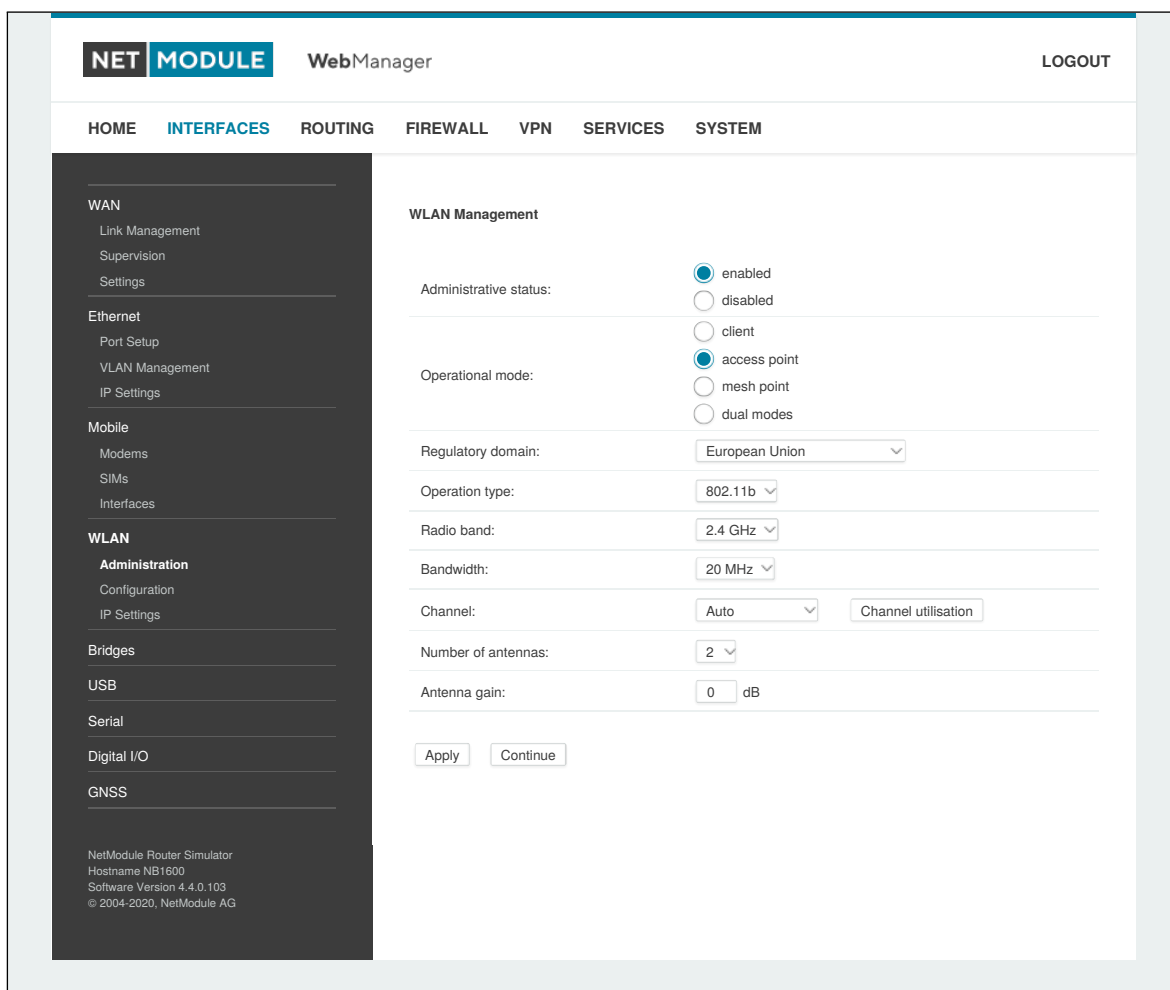 NET MODULE WebManager LOGOUT
HOME INTERFACES ROUTING FIREWALL VPN SERVICES SYSTEM
WAN
Link Management
Supervision
Settings
Ethernet
Port Setup
VLAN Management
IP Settings
Mobile
Modems
SIMs
Interfaces
WLAN
Administration
Configuration
IP Settings
Bridges
USB
Serial
Digital I/O
GNSS
NetModule Router Simulator
Hostname NB1600
Software Version 4.4.0.103
© 2004-2020, NetModule AG
WLAN Management
Administrative status:
enabled
disabled
Operational mode:
client
access point
mesh point
dual modes
Regulatory domain: European Union
Operation type: 802.11b
Radio band: 2.4 GHz
Bandwidth: 20 MHz
Channel: Auto Channel utilisation
Number of antennas: 2
Antenna gain: 0 dB
Apply Continue